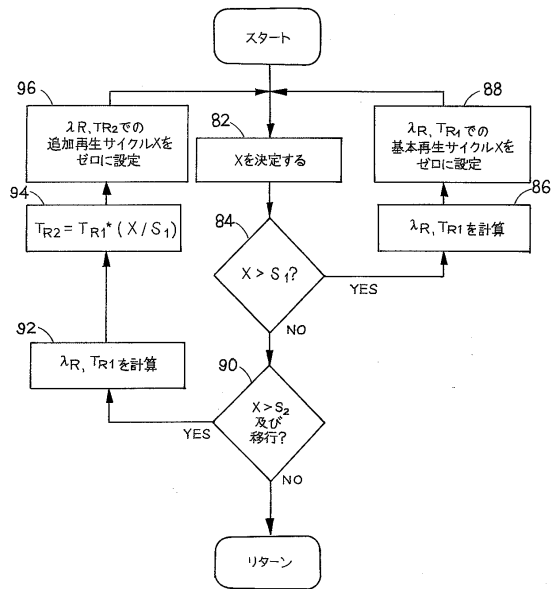 スタート
96
λR,TR2での
追加再生サイクルXを
ゼロに設定
82
Xを決定する
88
λR,TR1での
基本再生サイクルXを
ゼロに設定
94
TR2=TR1*(X/S1)
84
X>S1?
YES
NO
86
λR,TR1を計算
92
λR,TR1を計算
90
X>S2
及び
移行?
YES
NO
リターン